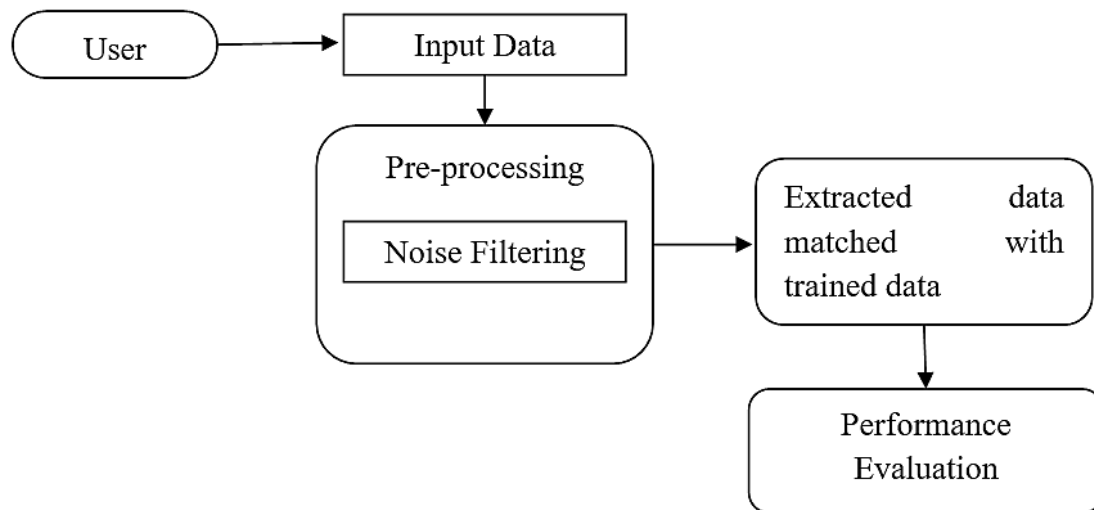 User
Input Data
Pre-processing
Noise Filtering
Extracted data
matched with
trained data
Performance
Evaluation